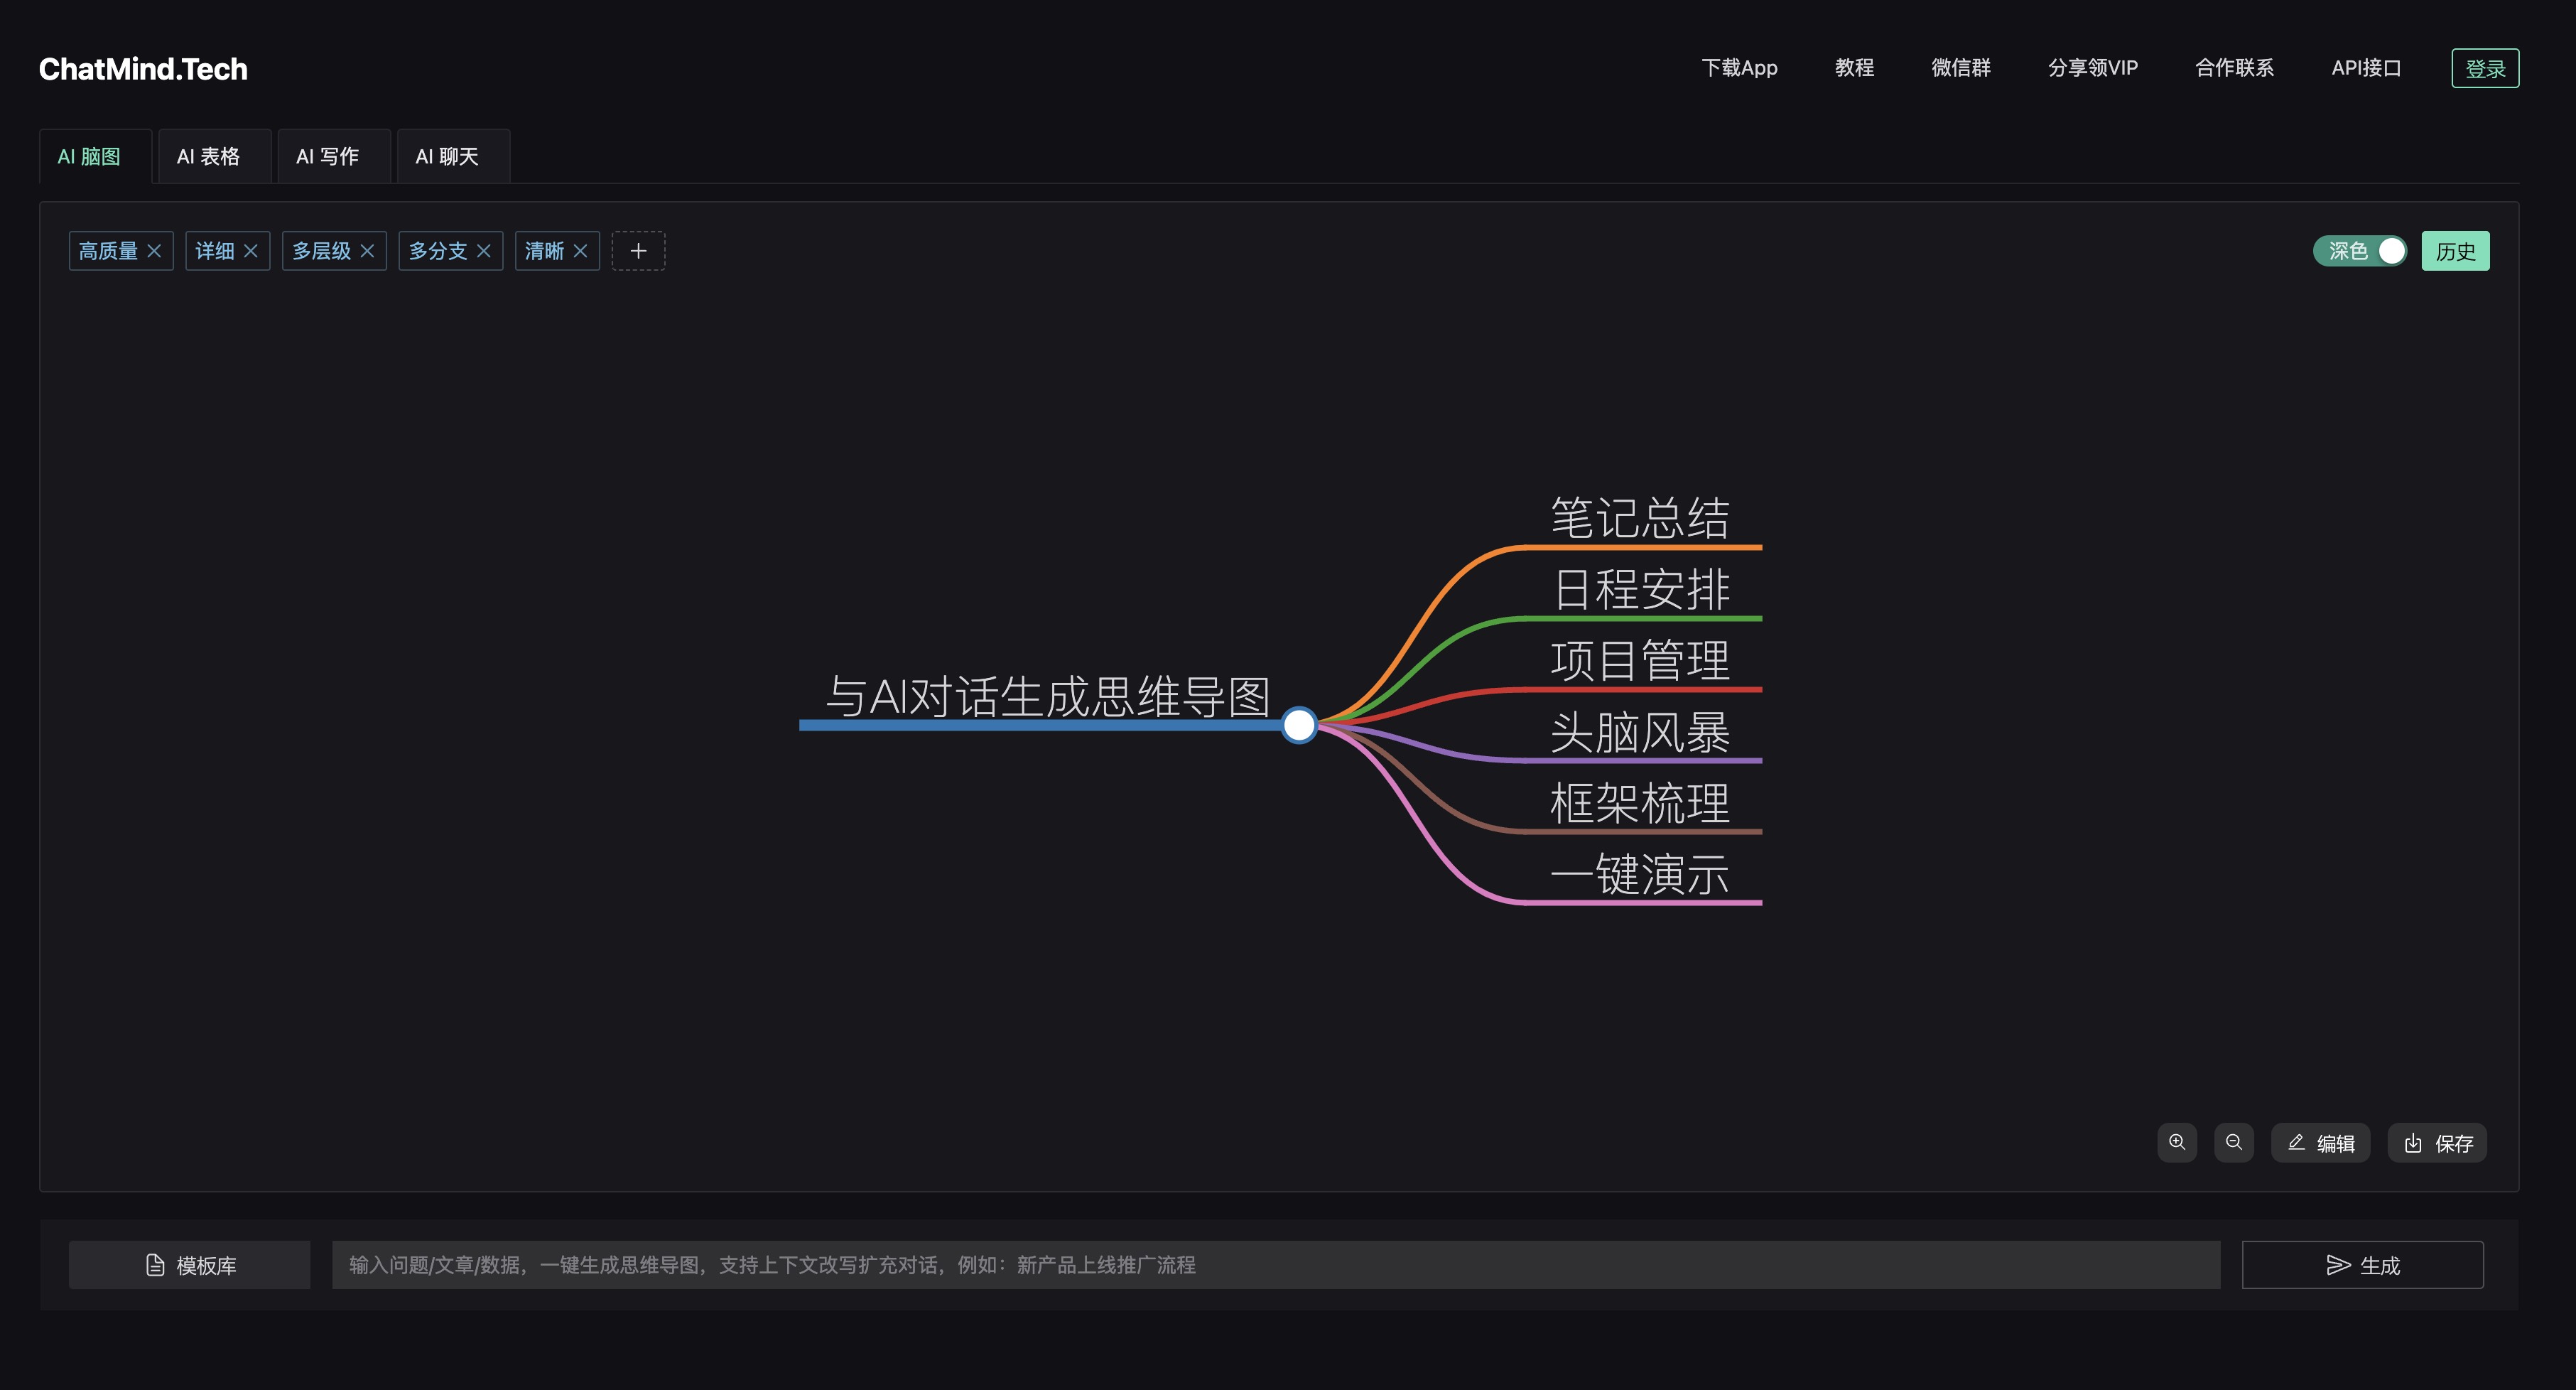 ChatMind.Tech
下载App 教程 微信群 分享领VIP 合作联系 API接口 登录
AI 脑图 AI 表格 AI 写作 AI 聊天
高质量 详细 多层级 多分支 清晰 深色 历史
笔记总结
日程安排
项目管理
与AI对话生成思维导图
头脑风暴
框架梳理
一键演示
编辑 保存
模板库 输入问题/文章/数据，一键生成思维导图，支持上下文改写扩充对话，例如：新产品上线推广流程 生成